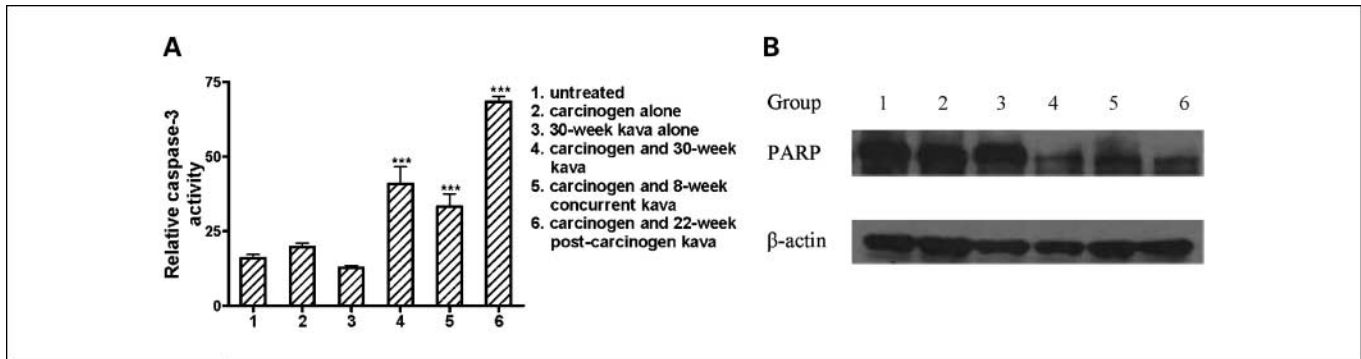 A
Relative caspase-3
activity
75
50
25
0
***
***
***
1
2
3
4
5
6
1. untreated
2. carcinogen alone
3. 30-week kava alone
4. carcinogen and 30-week
kava
5. carcinogen and 8-week
concurrent kava
6. carcinogen and 22-week
post-carcinogen kava
B
Group 1 2 3 4 5 6
PARP
β-actin